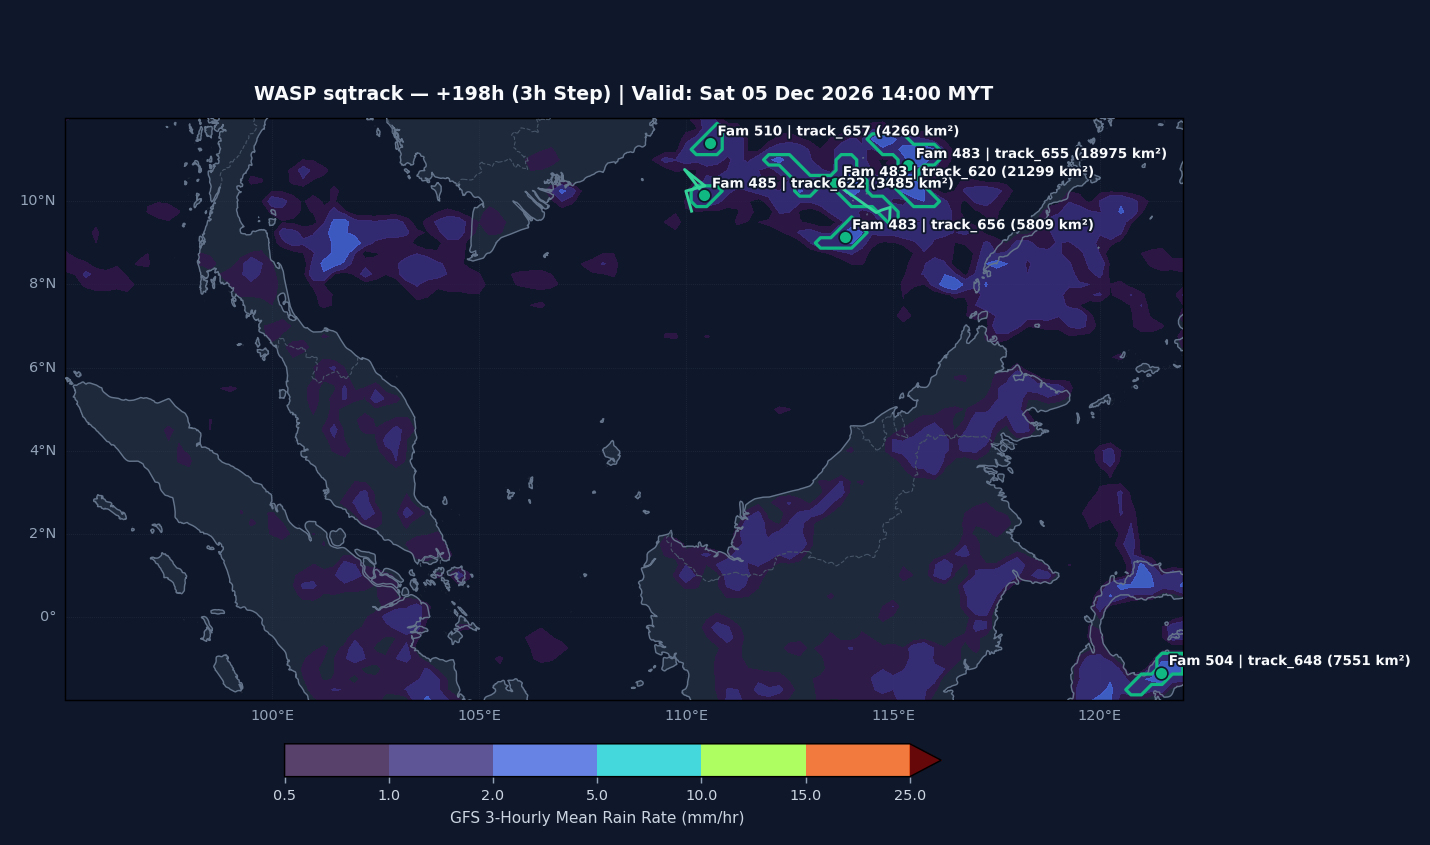 WASP sqtrack — +198h (3h Step) | Valid: Sat 05 Dec 2026 14:00 MYT
Fam 510 | track_657 (4260 km²)
Fam 483 | track_655 (18975 km²)
Fam 483 | track_620 (21299 km²)
Fam 485 | track_622 (3485 km²)
Fam 483 | track_656 (5809 km²)
Fam 504 | track_648 (7551 km²)
10°N
8°N
6°N
4°N
2°N
0°
100°E 105°E 110°E 115°E 120°E
0.5 1.0 2.0 5.0 10.0 15.0 25.0
GFS 3-Hourly Mean Rain Rate (mm/hr)